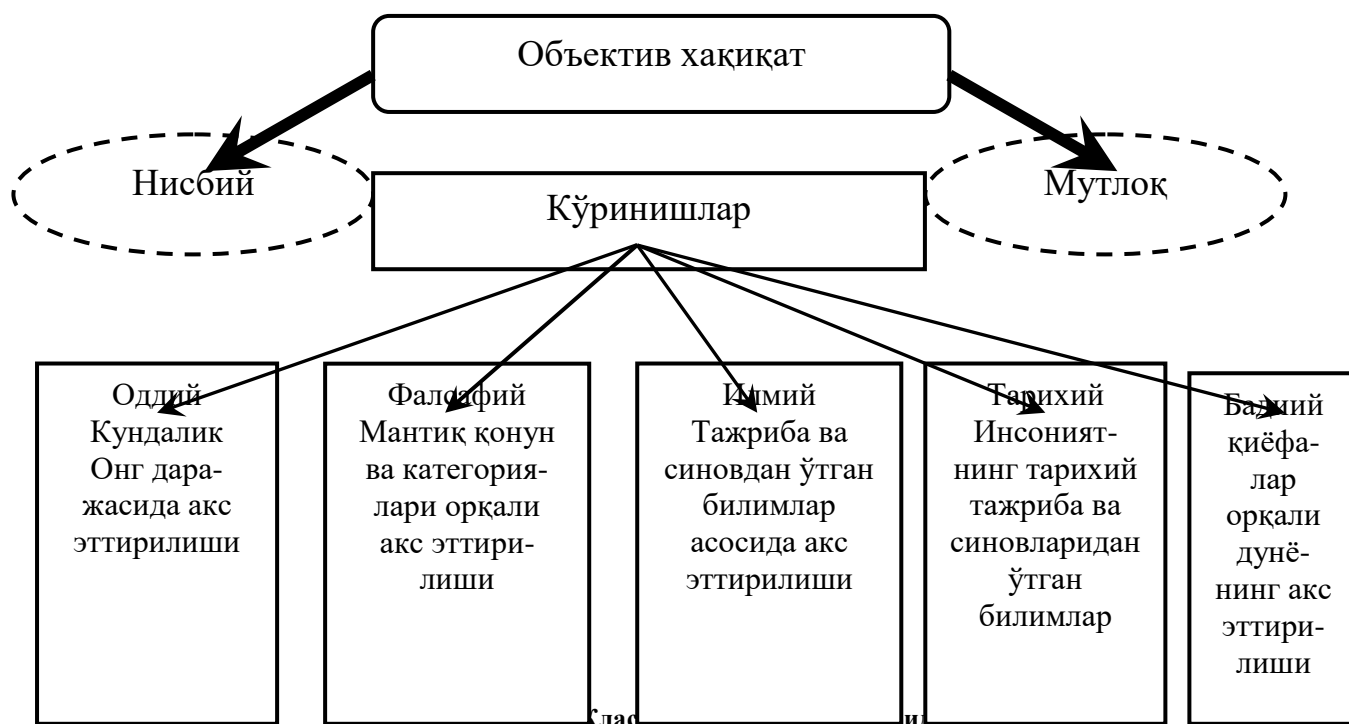 Объектив хақиқат
Нисбий
Мутлоқ
Кўринишлар
Оддий
Кундалик
Онг дара-
жасида акс
эттирилиши
Фалсафий
Мантиқ қонун
ва категория-
лари орқали
акс эттири-
лиши
Илмий
Тажриба ва
синовдан ўтган
билимлар
асосида акс
эттирилиши
Тарихий
Инсоният-
нинг тарихий
тажриба ва
синовларидан
ўтган
билимлар
Бадиий
қиёфа-
лар
орқали
дунё-
нинг акс
эттири-
лиши